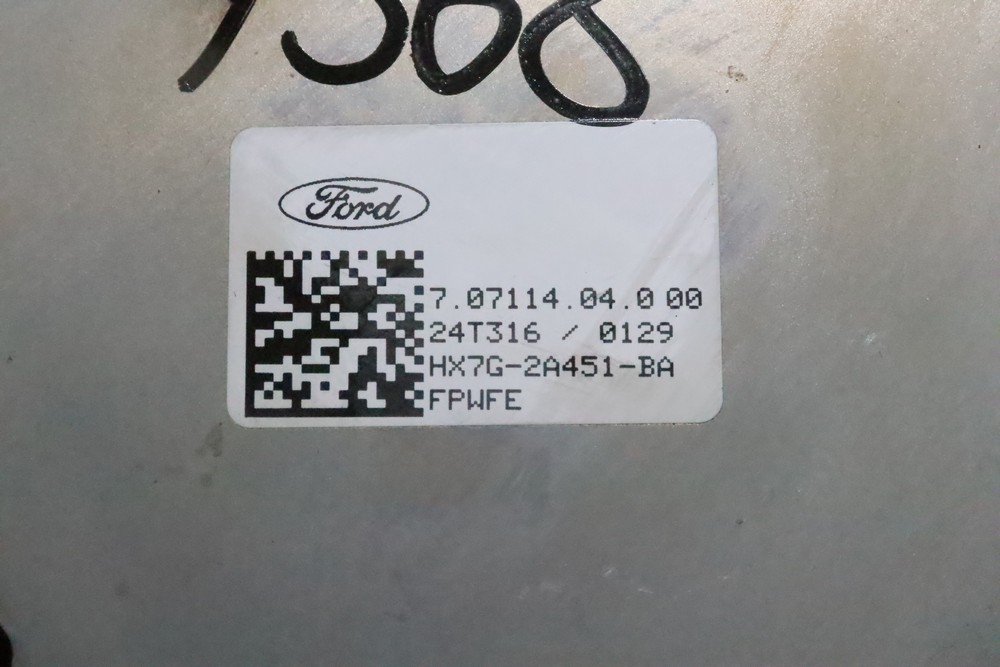 Ford
7.07114.04.0 00
24T316 / 0129
HX7G-2A451-BA
FPWFE